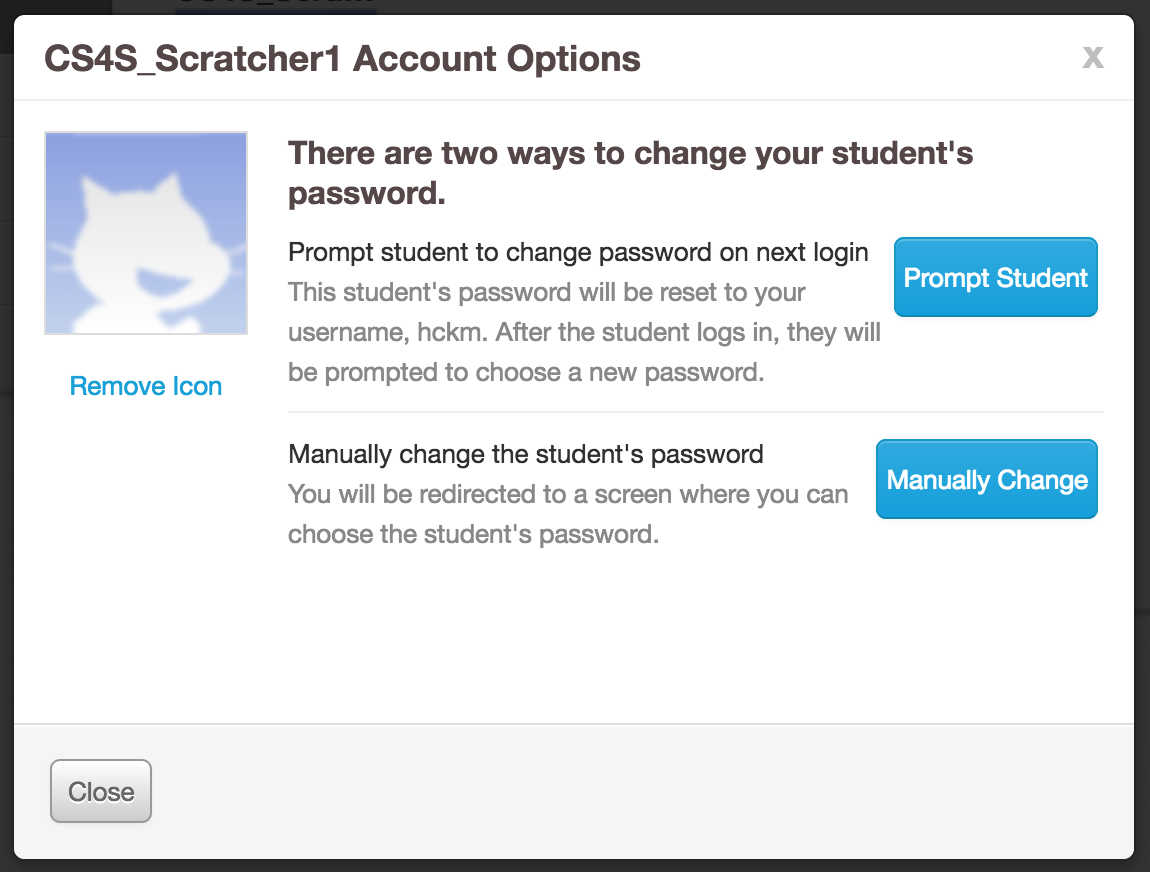 CS4S_Scratcher1 Account Options
x
There are two ways to change your student's
password.
Prompt student to change password on next login
This student's password will be reset to your
username, hckm. After the student logs in, they will
be prompted to choose a new password.
Prompt Student
Remove Icon
Manually change the student's password
You will be redirected to a screen where you can
choose the student's password.
Manually Change
Close